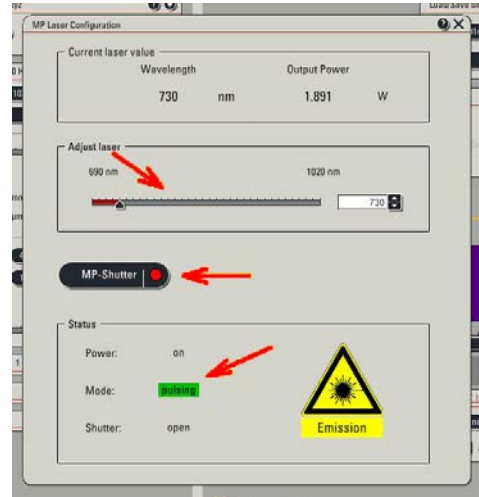 MP Laser Configuration
Current laser value
Wavelength Output Power
730 nm 1.891 W
Adjust laser
690 nm 1020 nm
730
MP-Shutter
Status
Power: on
Mode: pulsing
Shutter: open
Emission